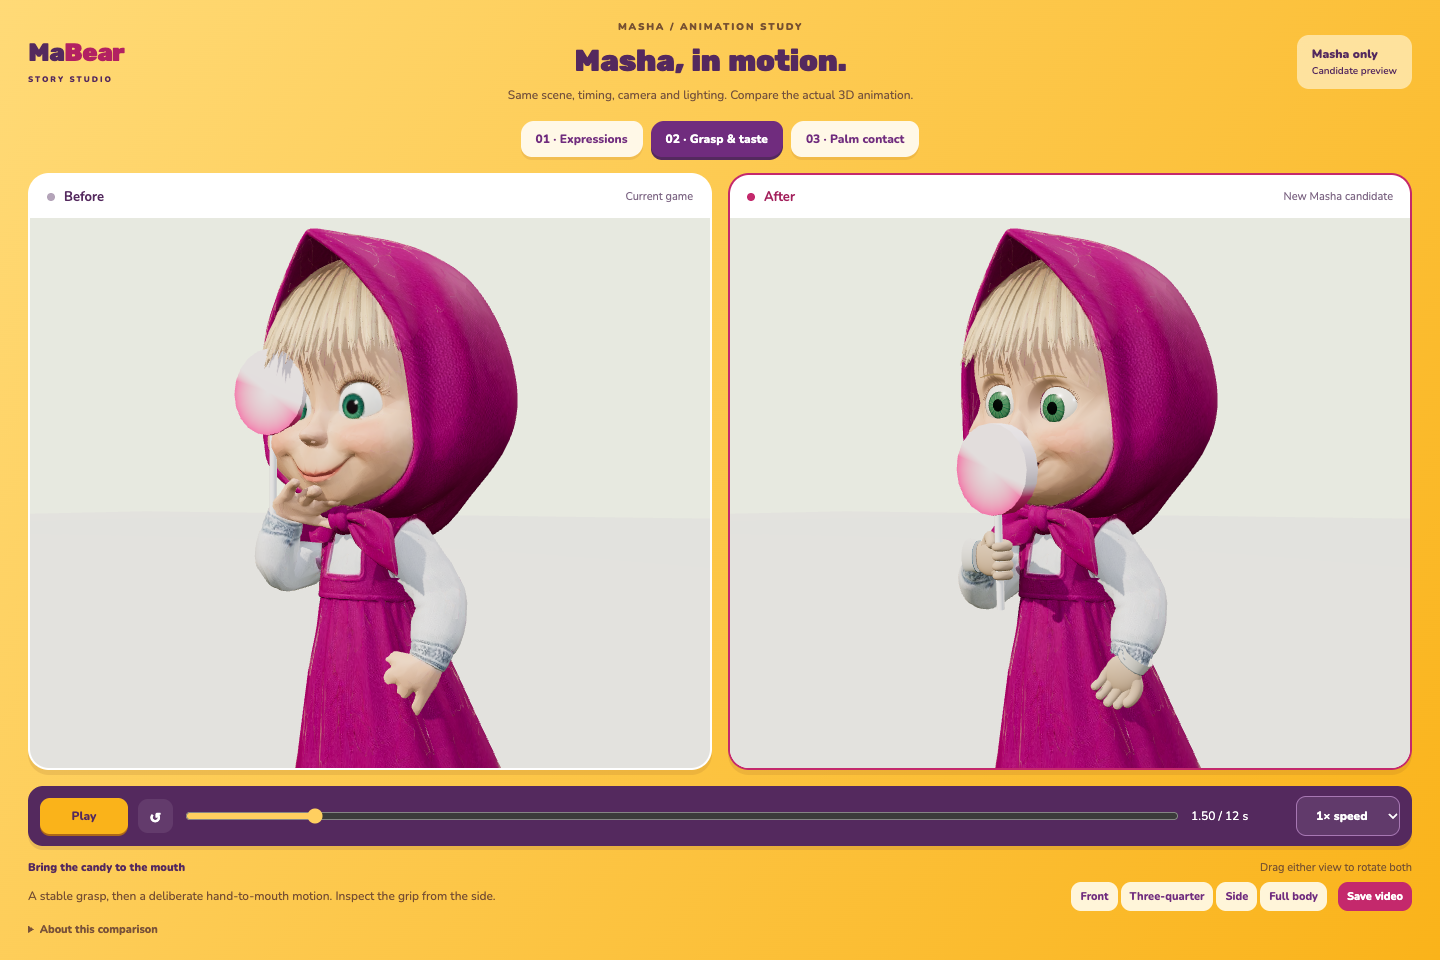 MaBear
STORY STUDIO
MASHA / ANIMATION STUDY
Masha, in motion.
Same scene, timing, camera and lighting. Compare the actual 3D animation.
Masha only
Candidate preview
01 · Expressions
02 · Grasp & taste
03 · Palm contact
Before
Current game
After
New Masha candidate
Play
↺
1.50 / 12 s
1× speed
Bring the candy to the mouth
A stable grasp, then a deliberate hand-to-mouth motion. Inspect the grip from the side.
About this comparison
Drag either view to rotate both
Front
Three-quarter
Side
Full body
Save video